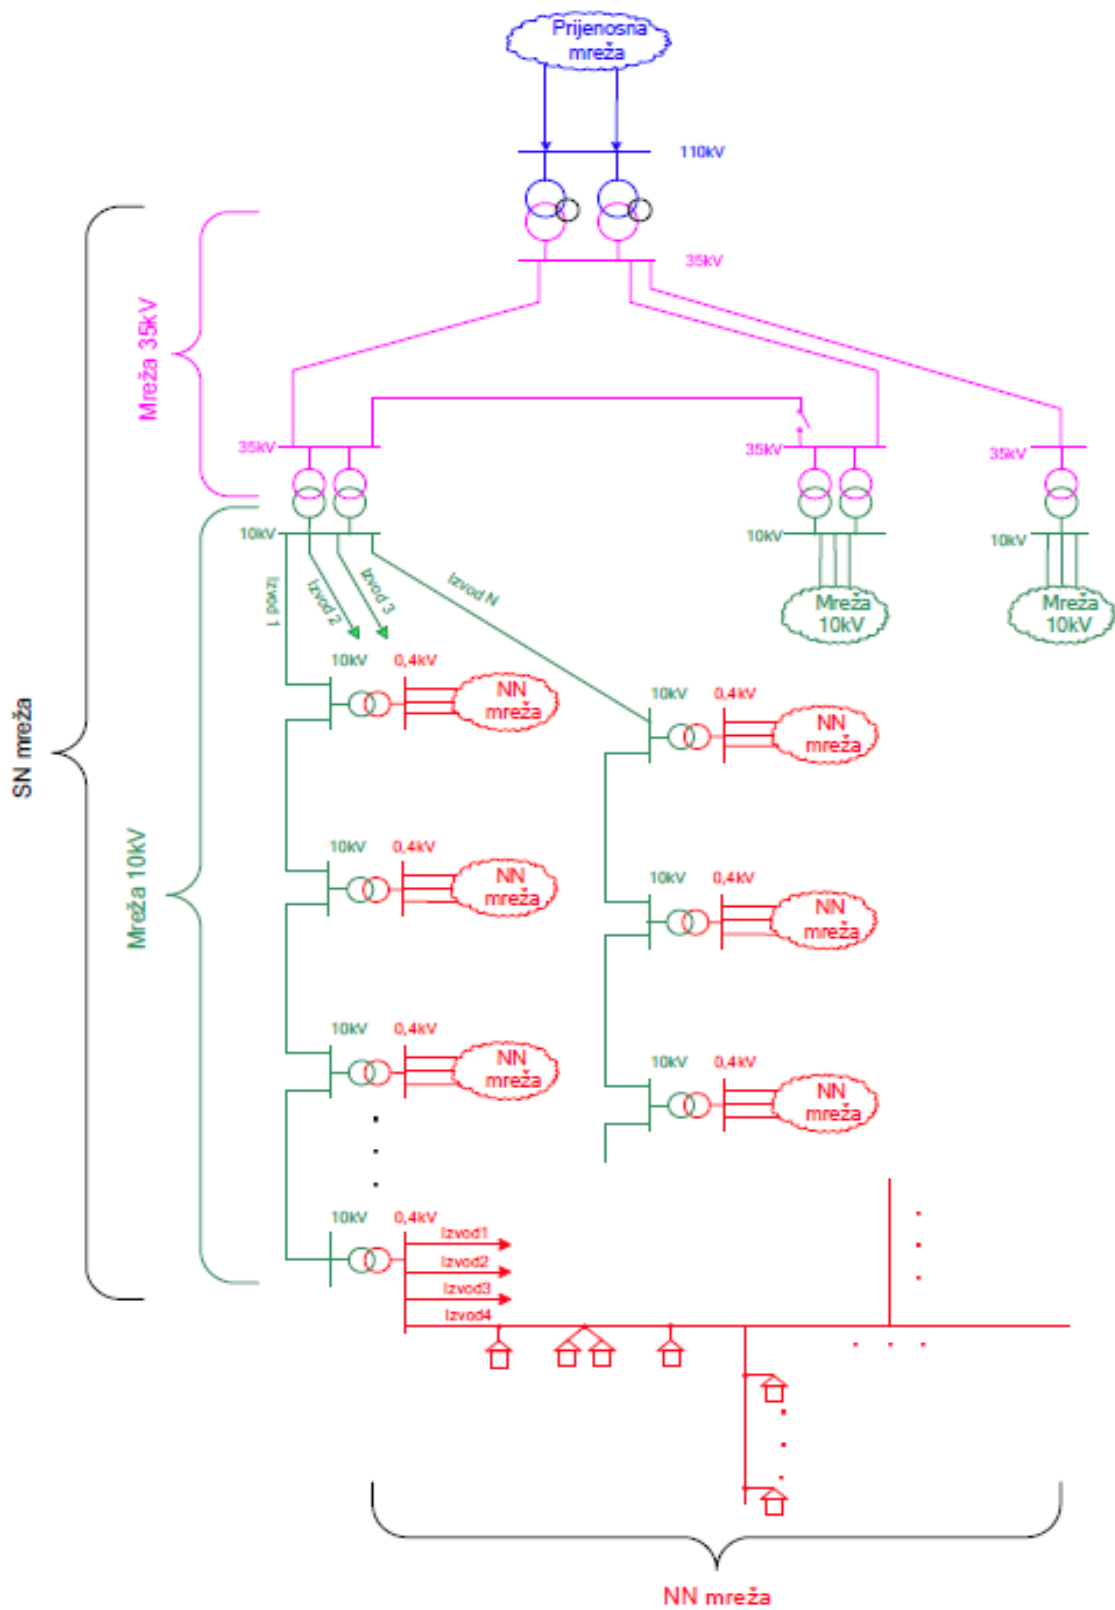 Prijenosna
mreža
110kV
35kV
Mreža 35kV
35kV
35kV
35kV
10kV
10kV
10kV
Izvod 1
Izvod 2
Izvod 3
Izvod N
Mreža
10kV
Mreža
10kV
SN mreža
Mreža 10kV
10kV
0,4kV
NN
mreža
10kV
0,4kV
NN
mreža
10kV
0,4kV
NN
mreža
10kV
0,4kV
NN
mreža
10kV
0,4kV
NN
mreža
10kV
0,4kV
NN
mreža
10kV
0,4kV
Izvod1
Izvod2
Izvod3
Izvod4
NN mreža